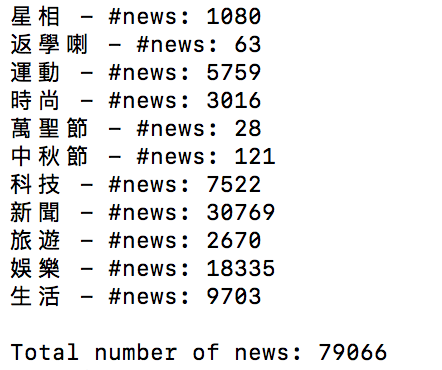 星相 - #news: 1080
返學喇 - #news: 63
運動 - #news: 5759
時尚 - #news: 3016
萬聖節 - #news: 28
中秋節 - #news: 121
科技 - #news: 7522
新聞 - #news: 30769
旅遊 - #news: 2670
娛樂 - #news: 18335
生活 - #news: 9703
Total number of news: 79066